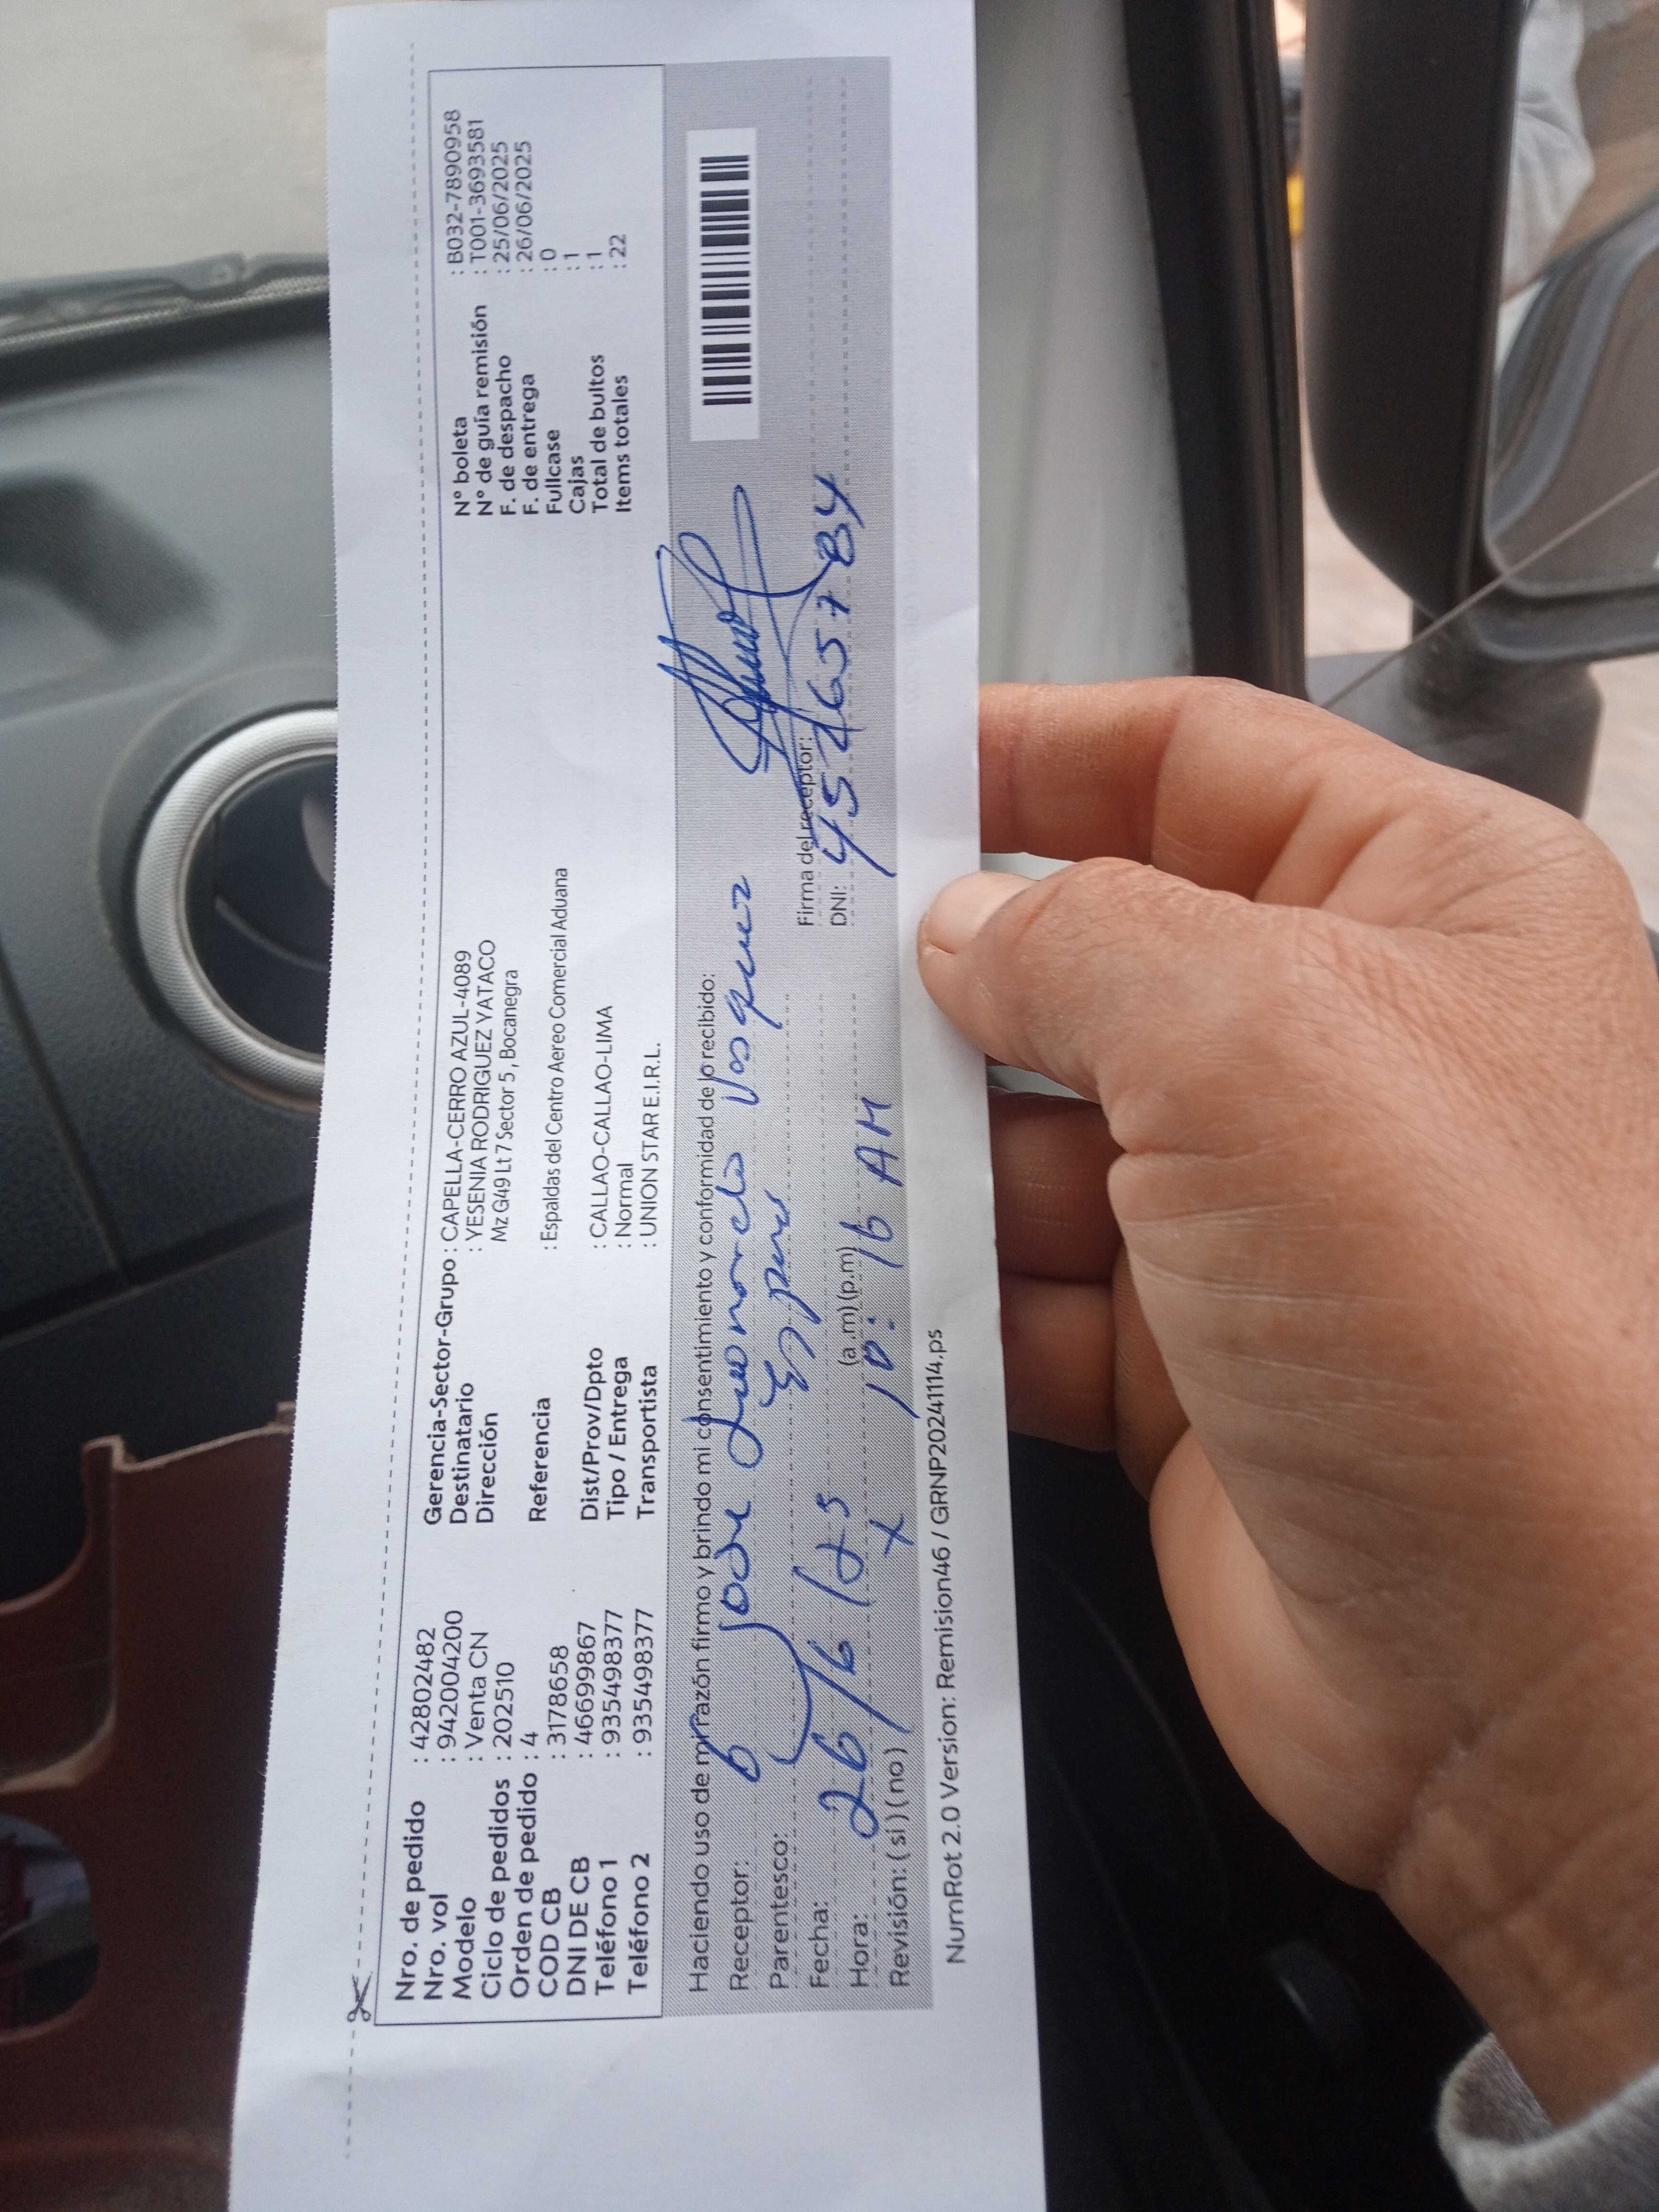 Nro. de pedido : 42802482
Nro. vol : 942004200
Modelo : Venta CN
Ciclo de pedidos : 202510
Orden de pedido : 4
COD CB : 3178658
DNI DE CB : 46699867
Teléfono 1 : 935498377
Teléfono 2 : 935498377
Gerencia-Sector-Grupo : CAPELLA-CERRO AZUL-4089
Destinatario : YESENIA RODRIGUEZ YATACO
Dirección Mz G49 Lt 7 Sector 5 , Bocanegra
Referencia : Espaldas del Centro Aereo Comercial Aduana
Dist/Prov/Dpto : CALLAO-CALLAO-LIMA
Tipo / Entrega : Normal
Transportista : UNION STAR E.I.R.L.
N° boleta : B032-7890958
N° de guía remisión : T001-3693581
F. de despacho : 25/06/2025
F. de entrega : 26/06/2025
Fullcase : 0
Cajas : 1
Total de bultos : 1
Items totales : 22
Haciendo uso de mi razón firmo y brindo mi consentimiento y conformidad de lo recibido:
Receptor: Jose Leonardo Vasquez
Parentesco: Esposo
Fecha: 26/6/25
Firma del receptor:
Hora: (a .m) (p.m) 10:16 AM
DNI: 45465784
Revisión: ( si ) ( no ) x
NumRot 2.0 Version: Remision46 / GRNP20241114.ps